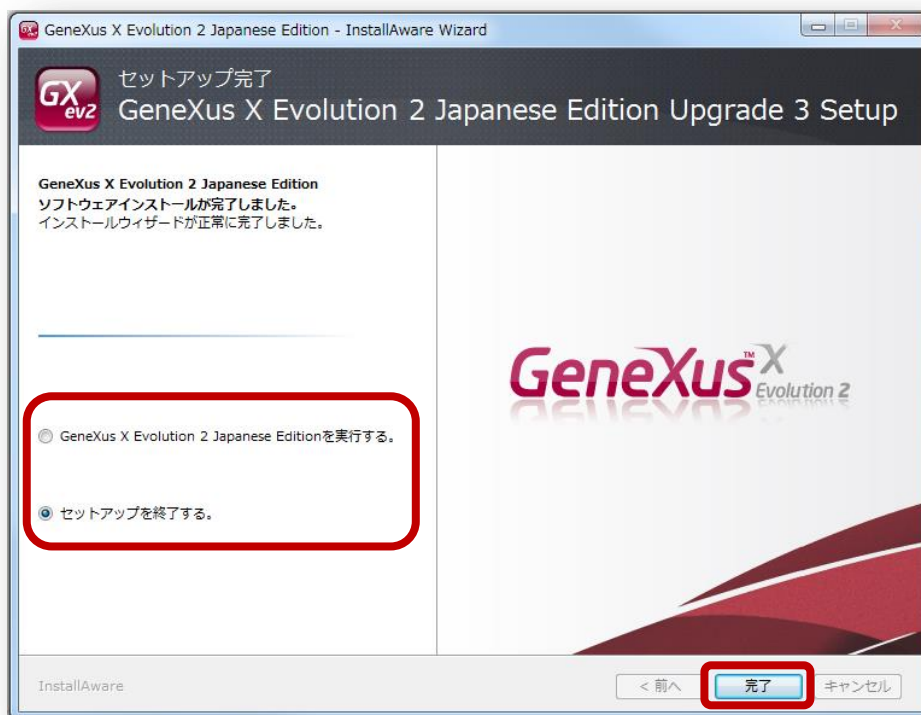 GeneXus X Evolution 2 Japanese Edition - InstallAware Wizard
GX
ev2
セットアップ完了
GeneXus X Evolution 2 Japanese Edition Upgrade 3 Setup
GeneXus X Evolution 2 Japanese Edition
ソフトウェアインストールが完了しました。
インストールウィザードが正常に完了しました。
GeneXus™ X
Evolution 2
GeneXus X Evolution 2 Japanese Editionを実行する。
セットアップを終了する。
InstallAware
< 前へ
完了
キャンセル